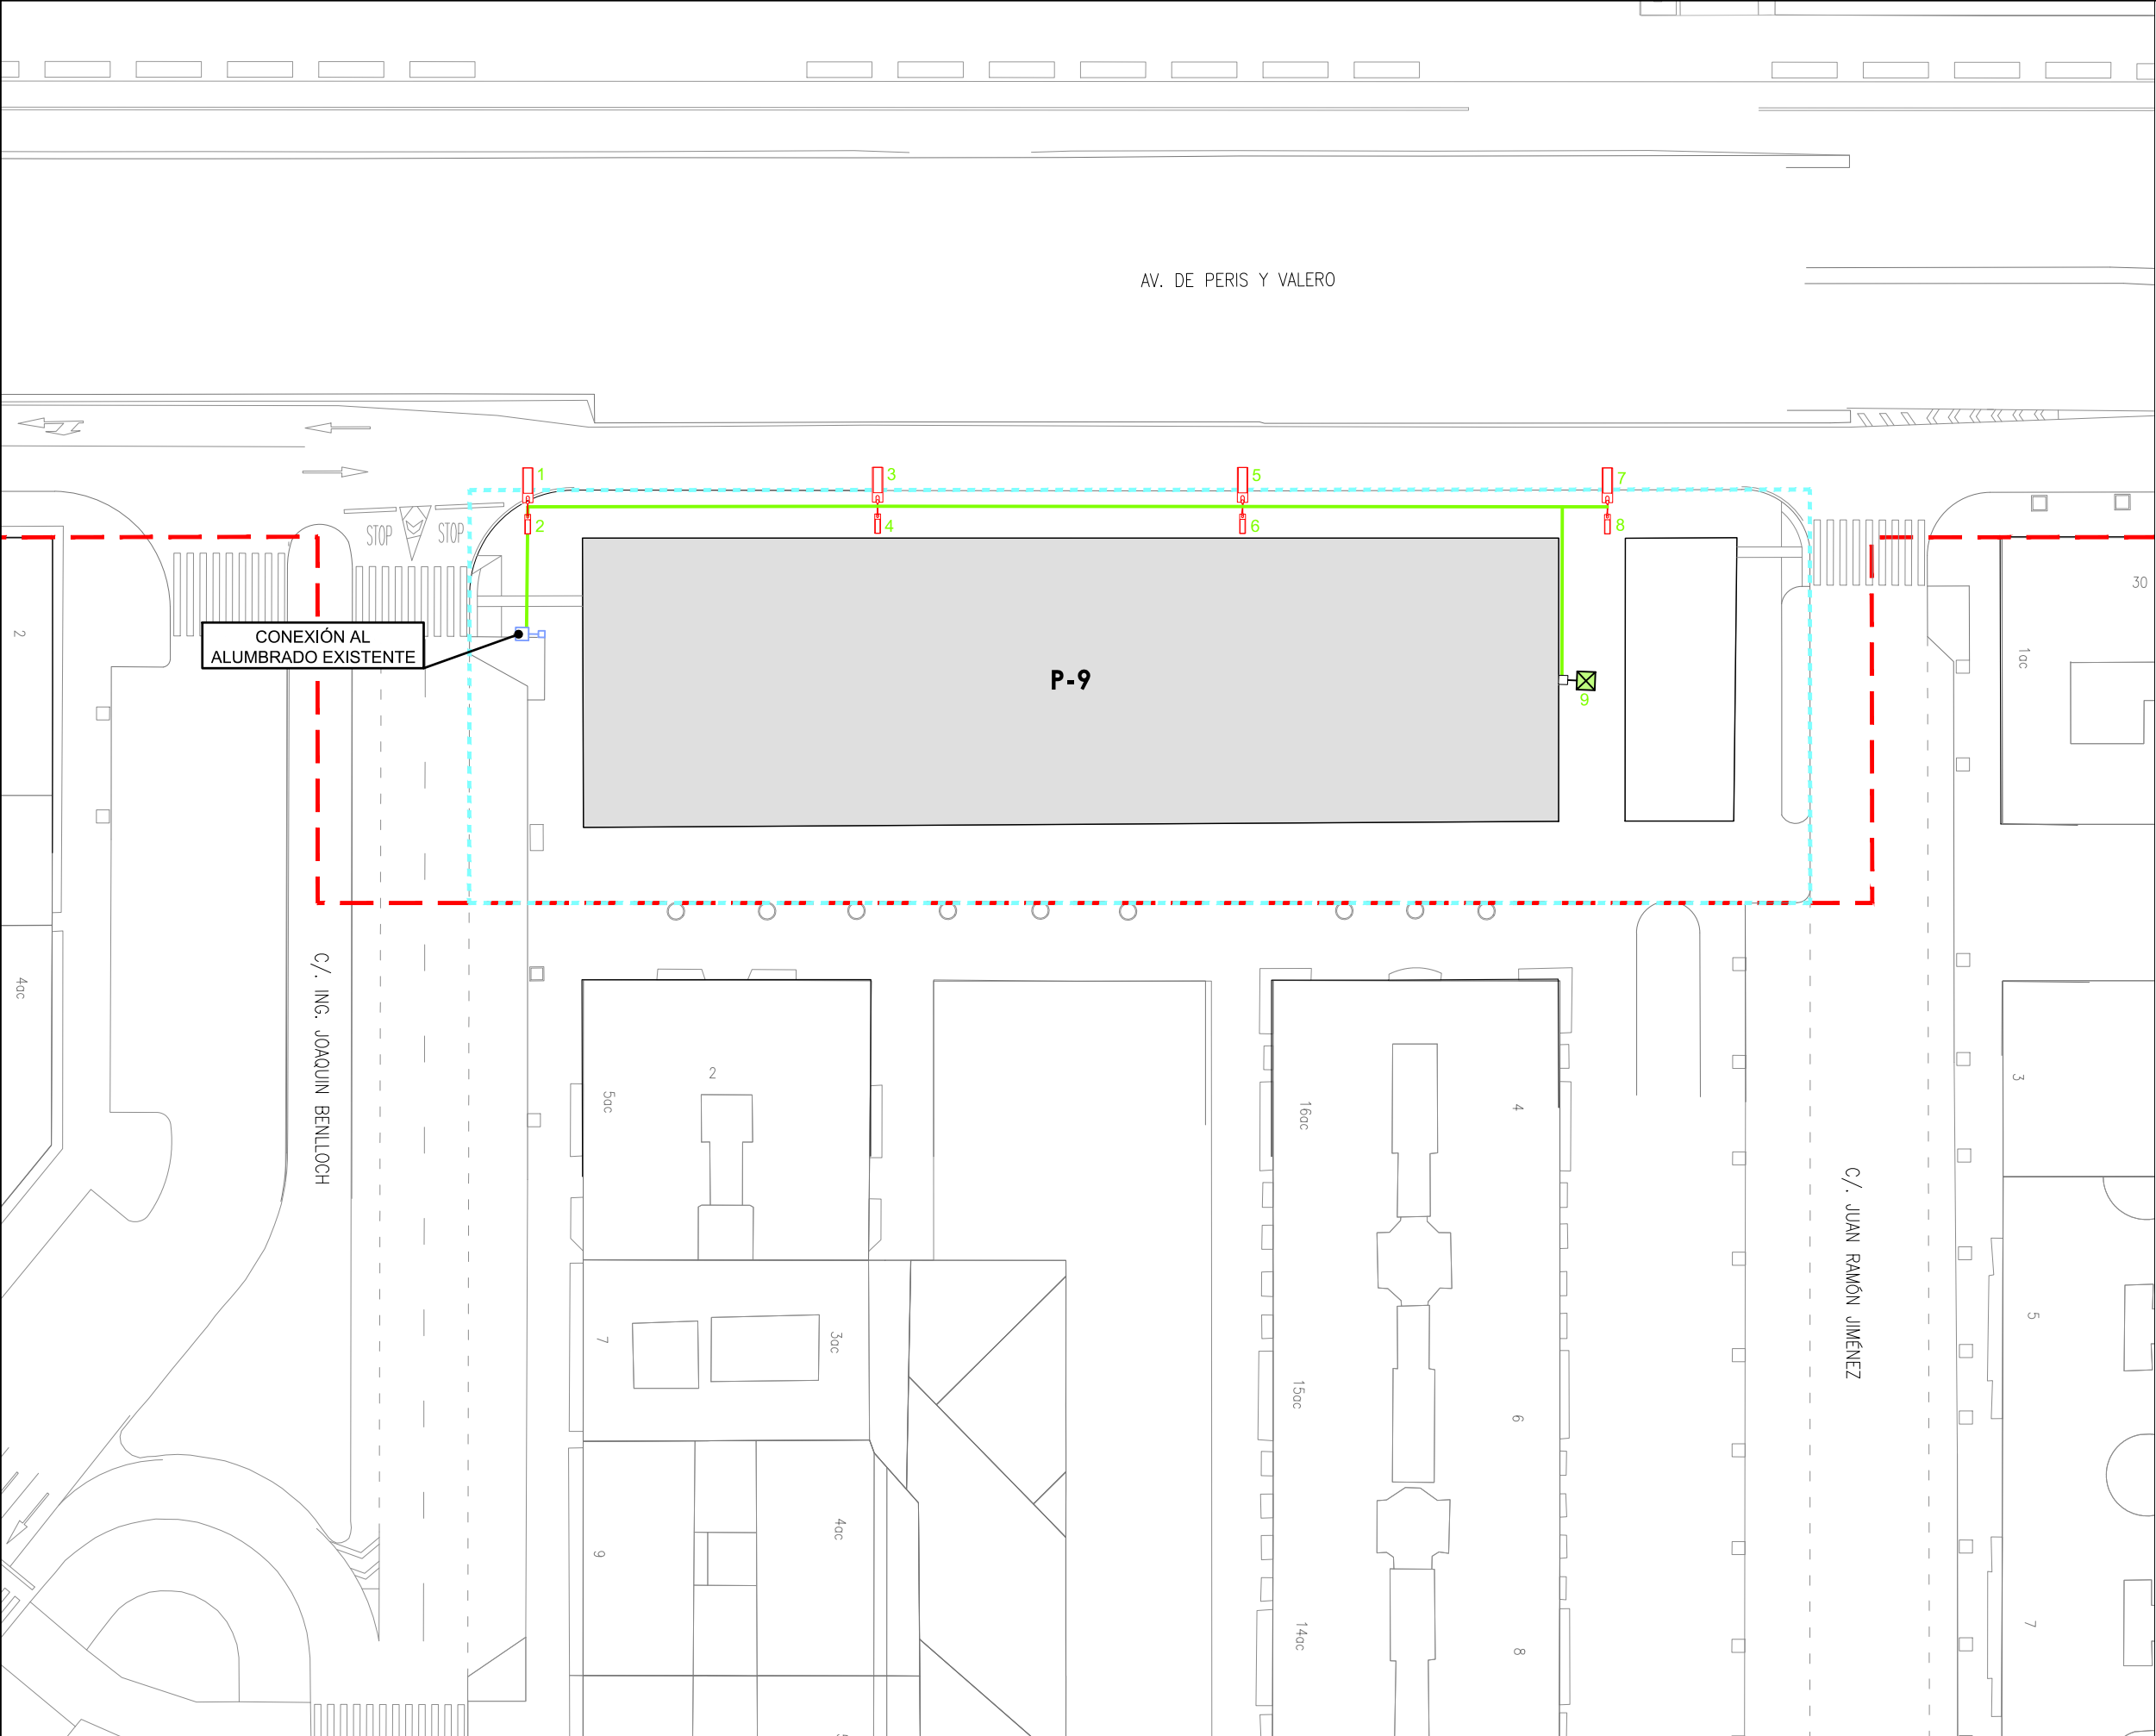 AV. DE PERIS Y VALERO
1
3
5
7
2
4
6
8
STOP
STOP
30
2
CONEXIÓN AL
ALUMBRADO EXISTENTE
P-9
9
1ac
4ac
C/. ING. JOAQUIN BENLLOCH
2
5ac
16ac
4
3
C/. JUAN RAMÓN JIMÉNEZ
7
3ac
5
15ac
6
4ac
9
14ac
8
7